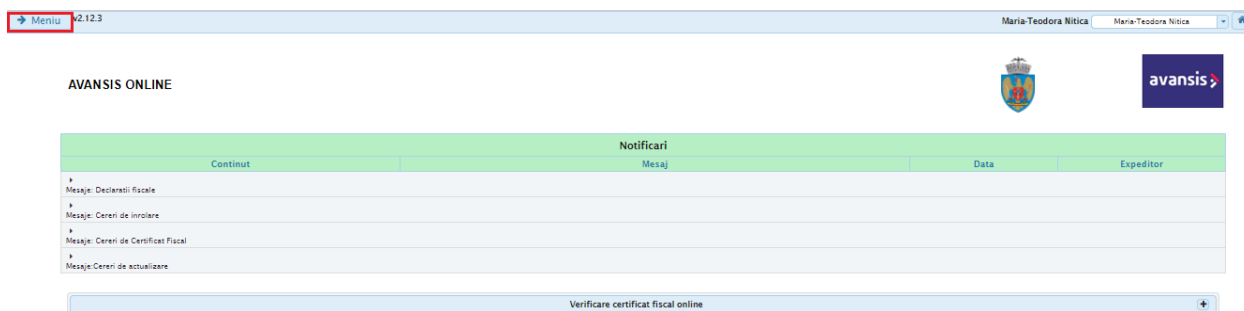 Meniu v2.12.3 Maria-Teodora Nitica Maria-Teodora Nitica
AVANSIS ONLINE
avansis
Notificari
Continut Mesaj Data Expeditor
Mesaje: Declaratii fiscale
Mesaje: Cereri de inrolare
Mesaje: Cereri de Certificat Fiscal
Mesaje:Cereri de actualizare
Verificare certificat fiscal online